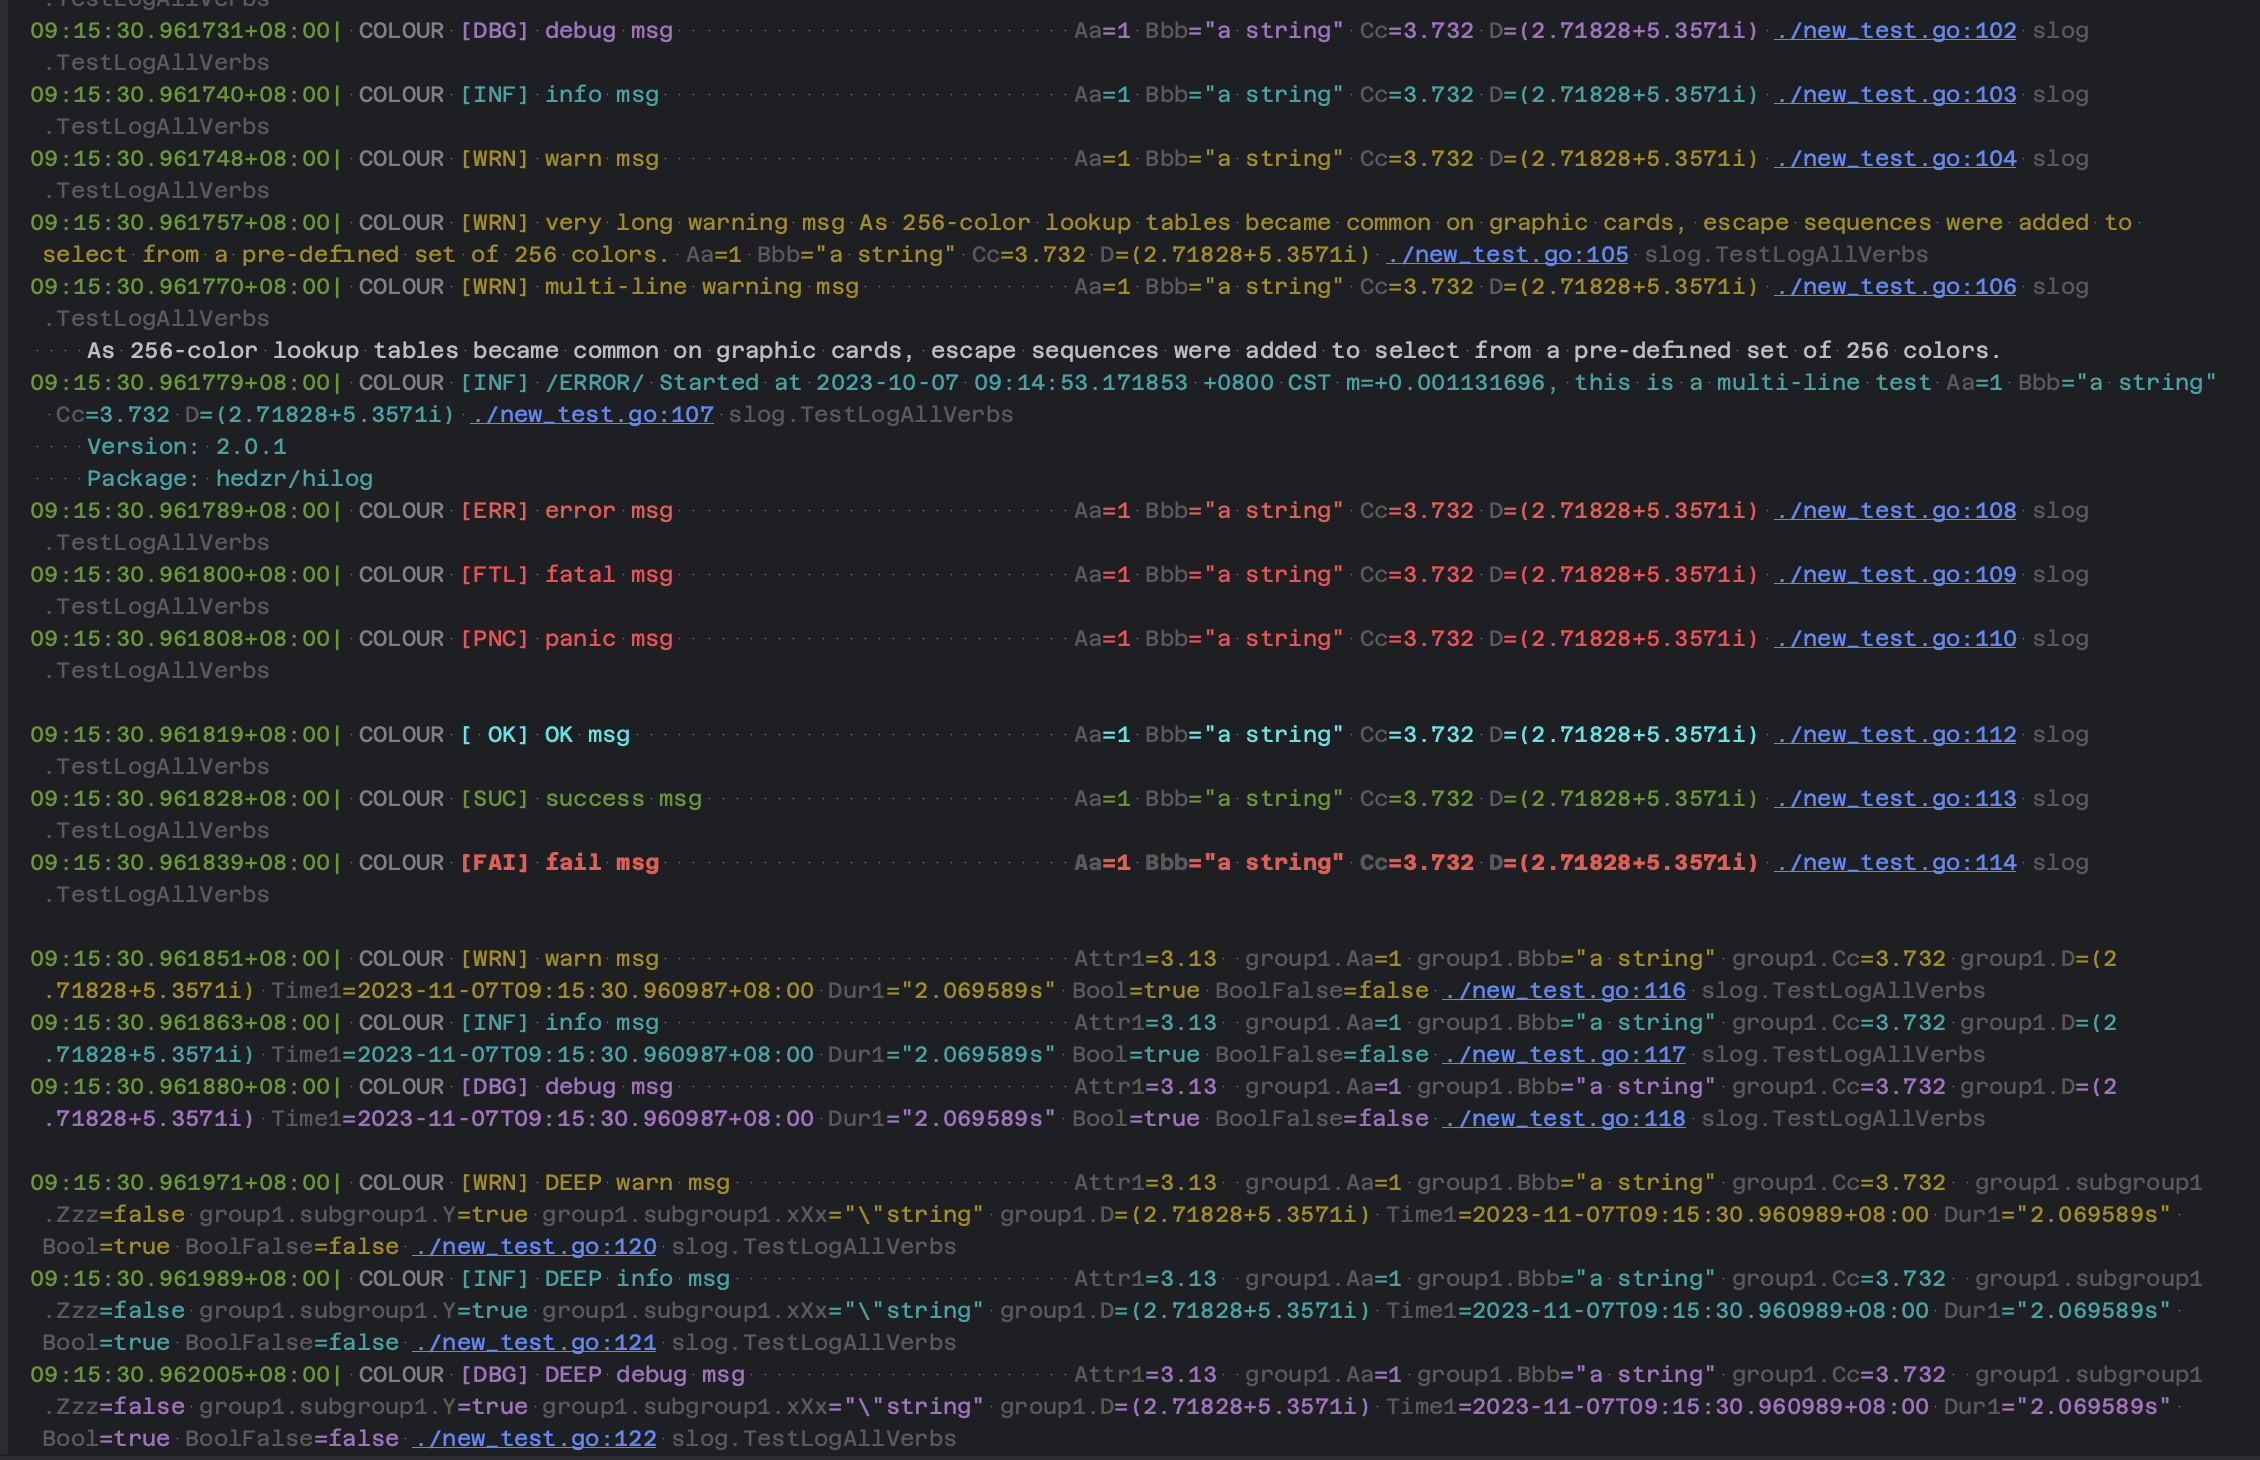 .TestLogAllVerbs
09:15:30.961731+08:00| COLOUR [DBG] debug msg Aa=1 Bbb="a string" Cc=3.732 D=(2.71828+5.3571i) ./new_test.go:102 slog
.TestLogAllVerbs
09:15:30.961740+08:00| COLOUR [INF] info msg Aa=1 Bbb="a string" Cc=3.732 D=(2.71828+5.3571i) ./new_test.go:103 slog
.TestLogAllVerbs
09:15:30.961748+08:00| COLOUR [WRN] warn msg Aa=1 Bbb="a string" Cc=3.732 D=(2.71828+5.3571i) ./new_test.go:104 slog
.TestLogAllVerbs
09:15:30.961757+08:00| COLOUR [WRN] very long warning msg As 256-color lookup tables became common on graphic cards, escape sequences were added to
select from a pre-defined set of 256 colors. Aa=1 Bbb="a string" Cc=3.732 D=(2.71828+5.3571i) ./new_test.go:105 slog.TestLogAllVerbs
09:15:30.961770+08:00| COLOUR [WRN] multi-line warning msg Aa=1 Bbb="a string" Cc=3.732 D=(2.71828+5.3571i) ./new_test.go:106 slog
.TestLogAllVerbs
As 256-color lookup tables became common on graphic cards, escape sequences were added to select from a pre-defined set of 256 colors.
09:15:30.961779+08:00| COLOUR [INF] /ERROR/ Started at 2023-10-07 09:14:53.171853 +0800 CST m=+0.001131696, this is a multi-line test Aa=1 Bbb="a string"
Cc=3.732 D=(2.71828+5.3571i) ./new_test.go:107 slog.TestLogAllVerbs
Version: 2.0.1
Package: hedzr/hilog
09:15:30.961789+08:00| COLOUR [ERR] error msg Aa=1 Bbb="a string" Cc=3.732 D=(2.71828+5.3571i) ./new_test.go:108 slog
.TestLogAllVerbs
09:15:30.961800+08:00| COLOUR [FTL] fatal msg Aa=1 Bbb="a string" Cc=3.732 D=(2.71828+5.3571i) ./new_test.go:109 slog
.TestLogAllVerbs
09:15:30.961808+08:00| COLOUR [PNC] panic msg Aa=1 Bbb="a string" Cc=3.732 D=(2.71828+5.3571i) ./new_test.go:110 slog
.TestLogAllVerbs
09:15:30.961819+08:00| COLOUR [ OK] OK msg Aa=1 Bbb="a string" Cc=3.732 D=(2.71828+5.3571i) ./new_test.go:112 slog
.TestLogAllVerbs
09:15:30.961828+08:00| COLOUR [SUC] success msg Aa=1 Bbb="a string" Cc=3.732 D=(2.71828+5.3571i) ./new_test.go:113 slog
.TestLogAllVerbs
09:15:30.961839+08:00| COLOUR [FAI] fail msg Aa=1 Bbb="a string" Cc=3.732 D=(2.71828+5.3571i) ./new_test.go:114 slog
.TestLogAllVerbs
09:15:30.961851+08:00| COLOUR [WRN] warn msg Attr1=3.13 group1.Aa=1 group1.Bbb="a string" group1.Cc=3.732 group1.D=(2
.71828+5.3571i) Time1=2023-11-07T09:15:30.960987+08:00 Dur1="2.069589s" Bool=true BoolFalse=false ./new_test.go:116 slog.TestLogAllVerbs
09:15:30.961863+08:00| COLOUR [INF] info msg Attr1=3.13 group1.Aa=1 group1.Bbb="a string" group1.Cc=3.732 group1.D=(2
.71828+5.3571i) Time1=2023-11-07T09:15:30.960987+08:00 Dur1="2.069589s" Bool=true BoolFalse=false ./new_test.go:117 slog.TestLogAllVerbs
09:15:30.961880+08:00| COLOUR [DBG] debug msg Attr1=3.13 group1.Aa=1 group1.Bbb="a string" group1.Cc=3.732 group1.D=(2
.71828+5.3571i) Time1=2023-11-07T09:15:30.960987+08:00 Dur1="2.069589s" Bool=true BoolFalse=false ./new_test.go:118 slog.TestLogAllVerbs
09:15:30.961971+08:00| COLOUR [WRN] DEEP warn msg Attr1=3.13 group1.Aa=1 group1.Bbb="a string" group1.Cc=3.732 group1.subgroup1
.Zzz=false group1.subgroup1.Y=true group1.subgroup1.xXx="\"string" group1.D=(2.71828+5.3571i) Time1=2023-11-07T09:15:30.960989+08:00 Dur1="2.069589s"
Bool=true BoolFalse=false ./new_test.go:120 slog.TestLogAllVerbs
09:15:30.961989+08:00| COLOUR [INF] DEEP info msg Attr1=3.13 group1.Aa=1 group1.Bbb="a string" group1.Cc=3.732 group1.subgroup1
.Zzz=false group1.subgroup1.Y=true group1.subgroup1.xXx="\"string" group1.D=(2.71828+5.3571i) Time1=2023-11-07T09:15:30.960989+08:00 Dur1="2.069589s"
Bool=true BoolFalse=false ./new_test.go:121 slog.TestLogAllVerbs
09:15:30.962005+08:00| COLOUR [DBG] DEEP debug msg Attr1=3.13 group1.Aa=1 group1.Bbb="a string" group1.Cc=3.732 group1.subgroup1
.Zzz=false group1.subgroup1.Y=true group1.subgroup1.xXx="\"string" group1.D=(2.71828+5.3571i) Time1=2023-11-07T09:15:30.960989+08:00 Dur1="2.069589s"
Bool=true BoolFalse=false ./new_test.go:122 slog.TestLogAllVerbs